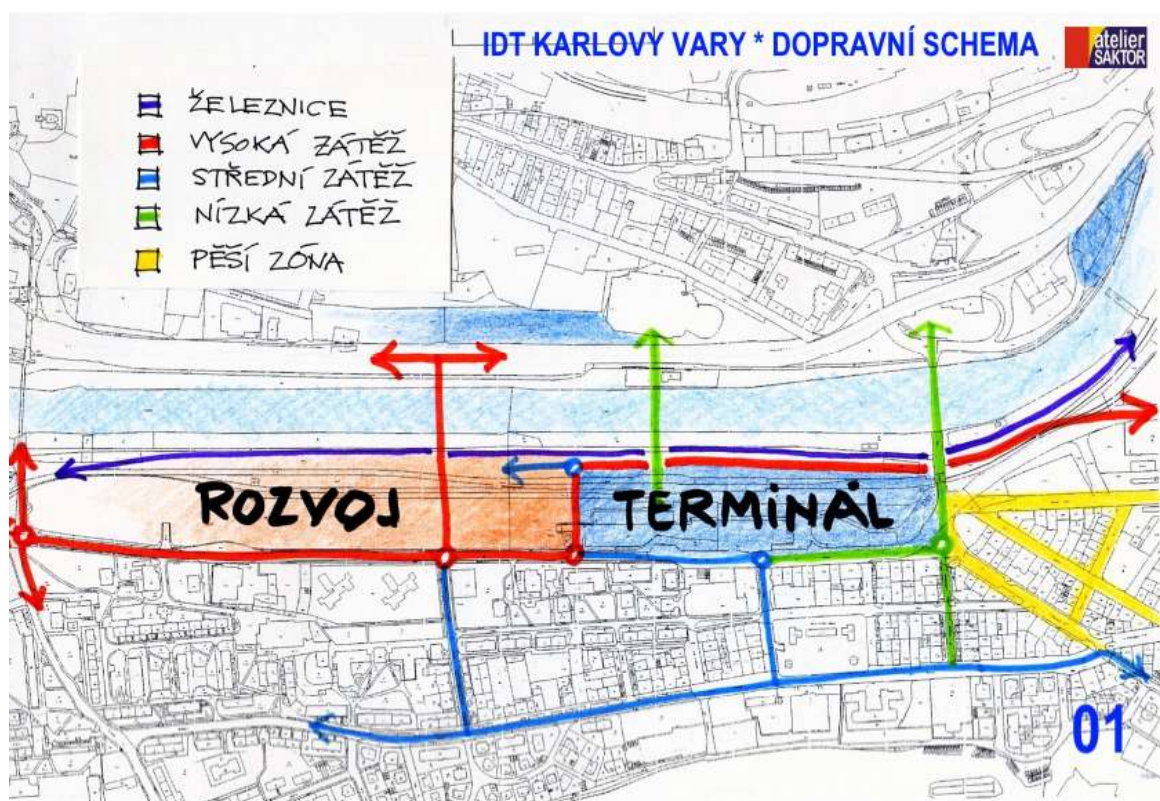 IDT KARLOVY VARY * DOPRAVNÍ SCHEMA
atelier
SAKTOR
ŽELEZNICE
VYSOKÁ ZÁTĚŽ
STŘEDNÍ ZÁTĚŽ
NÍZKÁ ZÁTĚŽ
PĚŠÍ ZÓNA
ROZVOJ
TERMINÁL
01